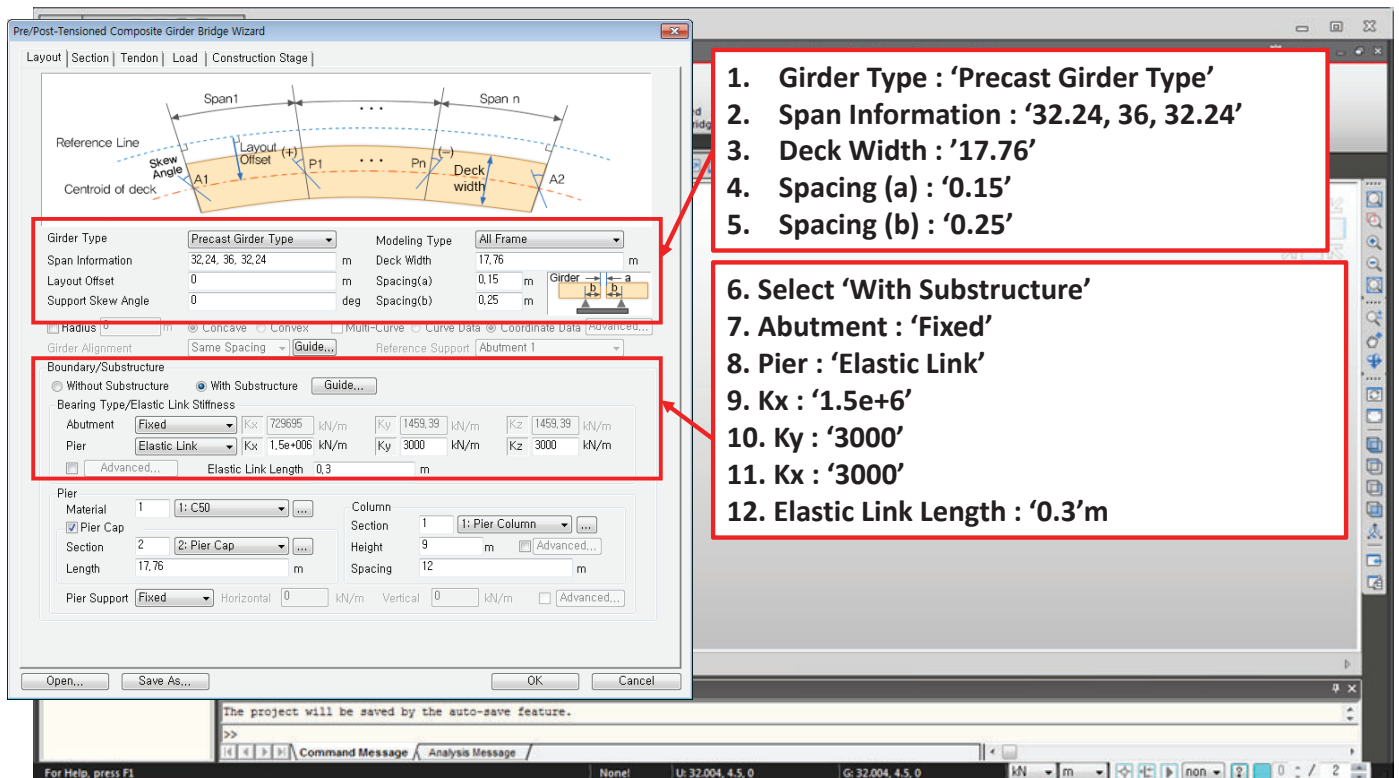 Pre/Post-Tensioned Composite Girder Bridge Wizard
Layout Section Tendon Load Construction Stage
Span1 ... Span n
Reference Line
Layout Offset
Skew Angle
(+) (-)
A1 P1 ... Pn A2
Deck width
Centroid of deck
Girder Type Precast Girder Type Modeling Type All Frame
Span Information 32,24, 36, 32,24 m Deck Width 17,76 m
Layout Offset 0 m Spacing(a) 0,15 m
Support Skew Angle 0 deg Spacing(b) 0,25 m
Girder a
b b
Radius 0 m Concave Convex Multi-Curve Curve Data Coordinate Data Advanced...
Girder Alignment Same Spacing Guide... Reference Support Abutment 1
Boundary/Substructure
Without Substructure With Substructure Guide...
Bearing Type/Elastic Link Stiffness
Abutment Fixed Kx 729695 kN/m Ky 1459,39 kN/m Kz 1459,39 kN/m
Pier Elastic Link Kx 1,5e+006 kN/m Ky 3000 kN/m Kz 3000 kN/m
Advanced... Elastic Link Length 0,3 m
Pier
Material 1 1: C50 ...
Pier Cap
Section 2 2: Pier Cap ...
Length 17,76 m
Column
Section 1 1: Pier Column ...
Height 9 m Advanced...
Spacing 12 m
Pier Support Fixed Horizontal 0 kN/m Vertical 0 kN/m Advanced...
Open... Save As... OK Cancel
1. Girder Type : ‘Precast Girder Type’
2. Span Information : ‘32.24, 36, 32.24’
3. Deck Width : ’17.76’
4. Spacing (a) : ‘0.15’
5. Spacing (b) : ‘0.25’
6. Select ‘With Substructure’
7. Abutment : ‘Fixed’
8. Pier : ‘Elastic Link’
9. Kx : ‘1.5e+6’
10. Ky : ‘3000’
11. Kx : ‘3000’
12. Elastic Link Length : ‘0.3’m
The project will be saved by the auto-save feature.
>>
Command Message Analysis Message
For Help, press F1 None! U: 32.004, 4.5, 0 G: 32.004, 4.5, 0 kN m non ? 0 / 2